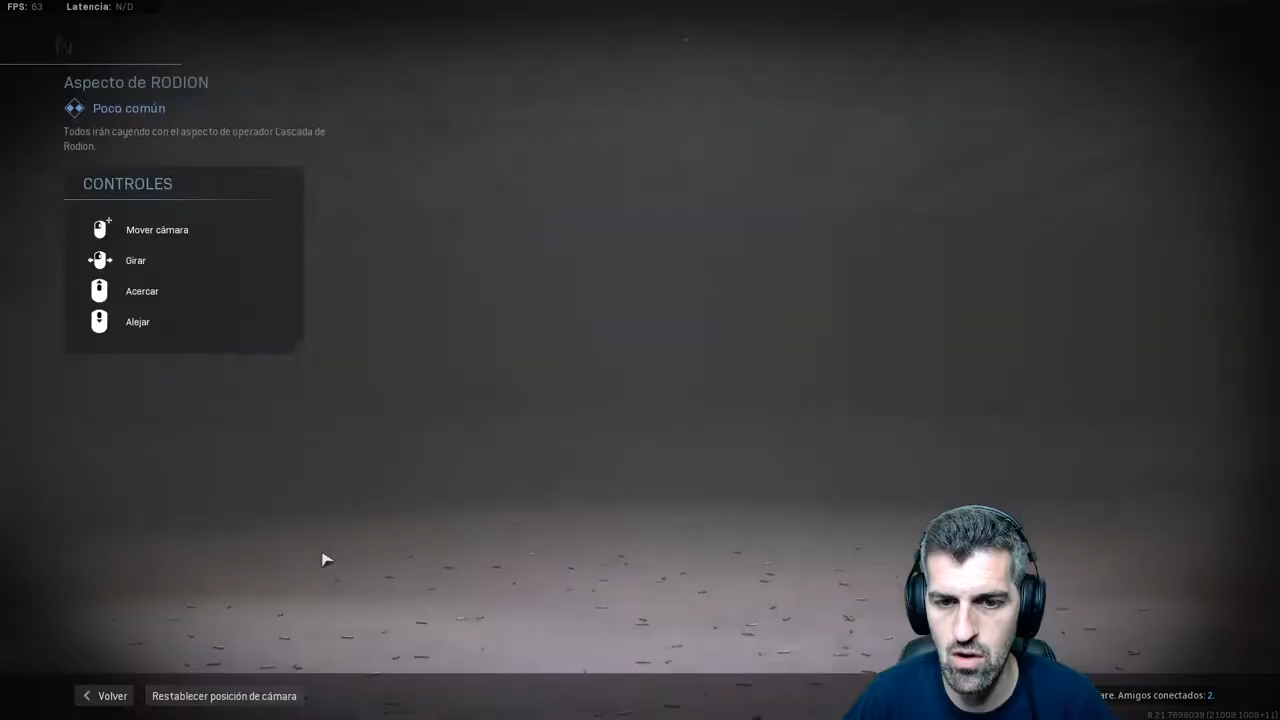 FPS: 63 Latencia: N/D
Aspecto de RODION
Poco común
Todos irán cayendo con el aspecto de operador Cascada de
Rodion.
CONTROLES
Mover cámara
Girar
Acercar
Alejar
Volver
Restablecer posición de cámara
are. Amigos conectados: 2.